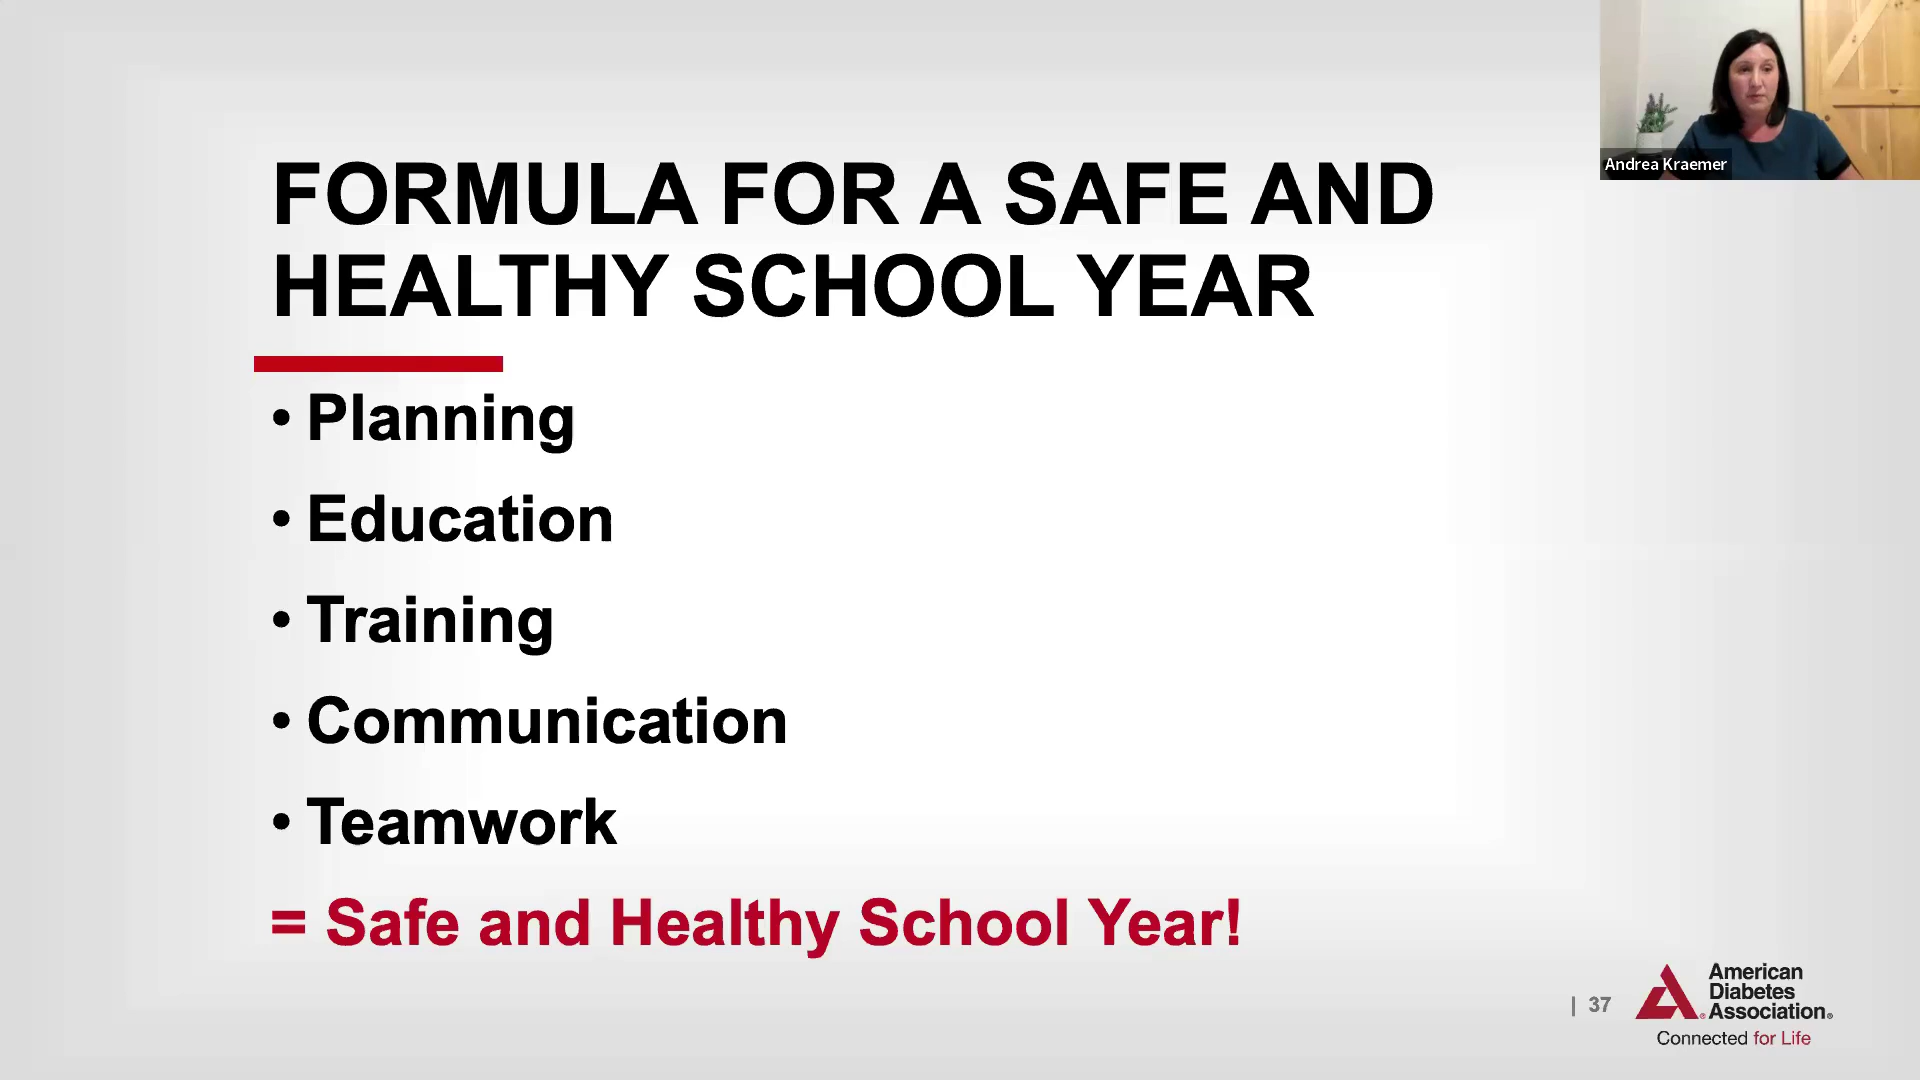 Andrea Kraemer
FORMULA FOR A SAFE AND
HEALTHY SCHOOL YEAR
• Planning
• Education
• Training
• Communication
• Teamwork
= Safe and Healthy School Year!
| 37
American
Diabetes
Association®
Connected for Life